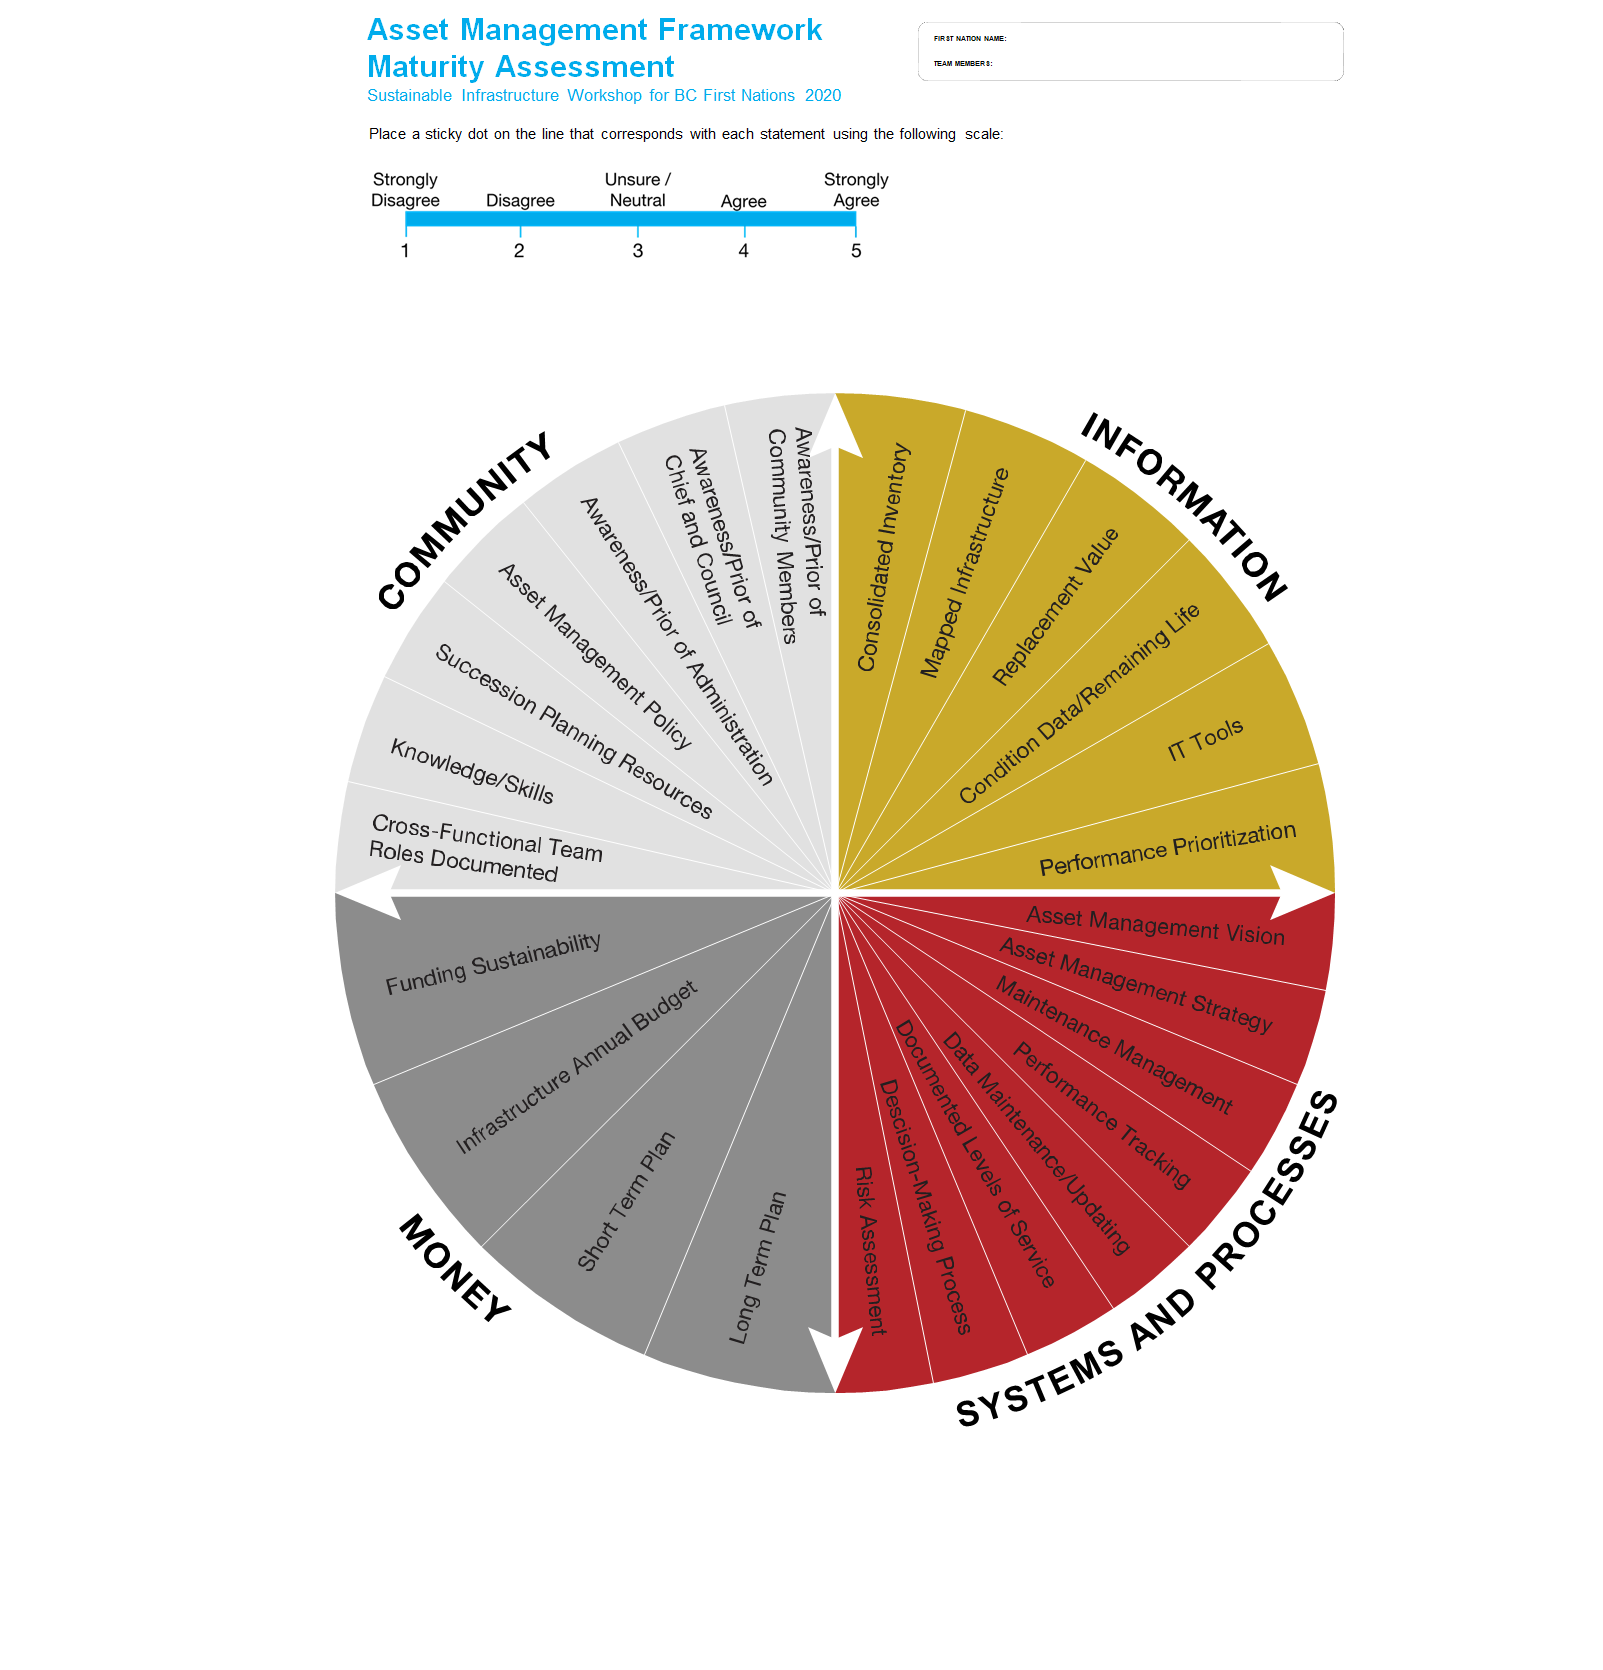 Asset Management Framework
Maturity Assessment
Sustainable Infrastructure Workshop for BC First Nations 2020
FIRST NATION NAME:
TEAM MEMBERS:
Place a sticky dot on the line that corresponds with each statement using the following scale:
Strongly
Disagree
Disagree
Unsure /
Neutral
Agree
Strongly
Agree
1
2
3
4
5
INFORMATION
Consolidated Inventory
Mapped Infrastructure
Replacement Value
Condition Data/Remaining Life
IT Tools
Performance Prioritization
SYSTEMS AND PROCESSES
Asset Management Vision
Asset Management Strategy
Maintenance Management
Performance Tracking
Data Maintenance/Updating
Documented Levels of Service
Descision-Making Process
Risk Assessment
MONEY
Long Term Plan
Short Term Plan
Infrastructure Annual Budget
Funding Sustainability
COMMUNITY
Cross-Functional Team
Roles Documented
Knowledge/Skills
Succession Planning Resources
Asset Management Policy
Awareness/Prior of Administration
Awareness/Prior of
Chief and Council
Awareness/Prior of
Community Members